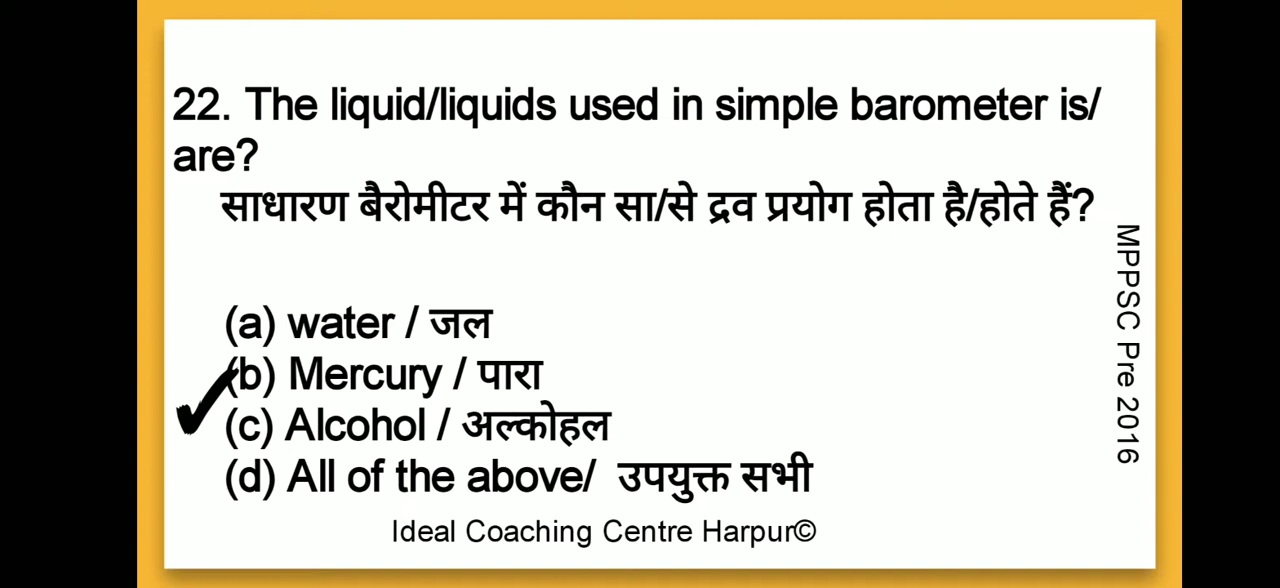 22. The liquid/liquids used in simple barometer is/
are?
साधारण बैरोमीटर में कौन सा/से द्रव प्रयोग होता है/होते हैं?
(a) water / जल
(b) Mercury / पारा
(c) Alcohol / अल्कोहल
(d) All of the above/ उपयुक्त सभी
Ideal Coaching Centre Harpur©
MPPSC Pre 2016